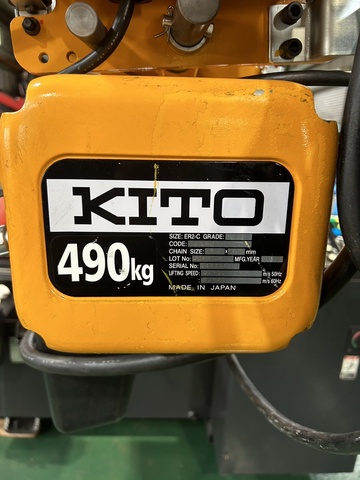 KITO
490kg
SIZE: ER2-C GRADE:
CODE:
CHAIN SIZE: x mm
LOT No: MFG.YEAR
SERIAL No:
LIFTING SPEED: m/s 50Hz
m/s 60Hz
MADE IN JAPAN